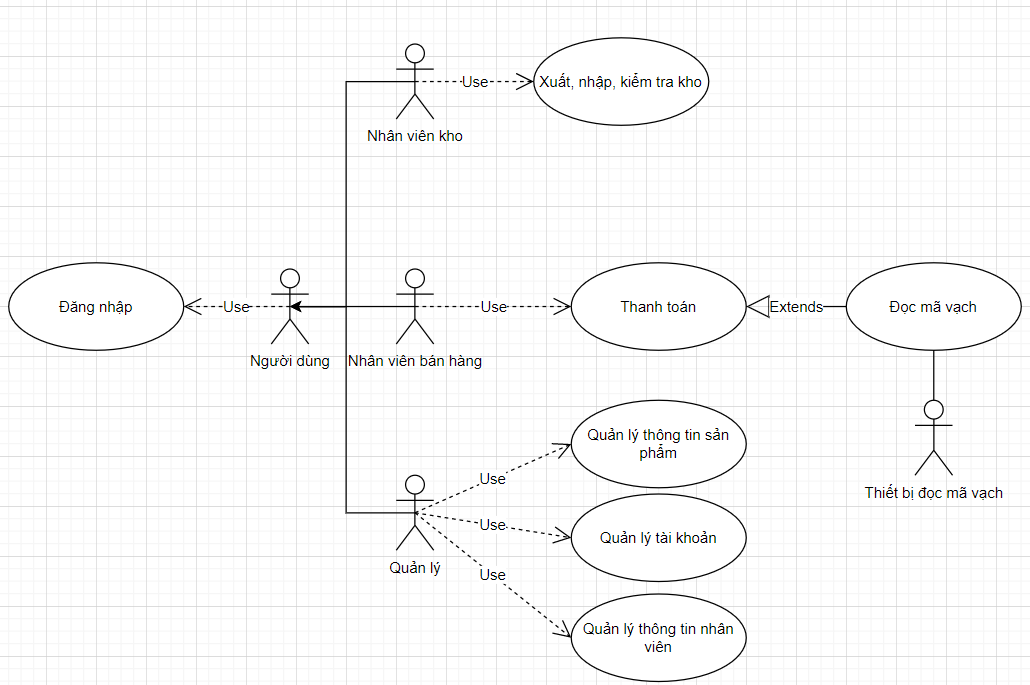 Use
Xuất, nhập, kiểm tra kho
Nhân viên kho
Đăng nhập
Use
Người dùng
Nhân viên bán hàng
Use
Thanh toán
Extends
Đọc mã vạch
Thiết bị đọc mã vạch
Quản lý
Use
Quản lý thông tin sản
phẩm
Use
Quản lý tài khoản
Use
Quản lý thông tin nhân
viên